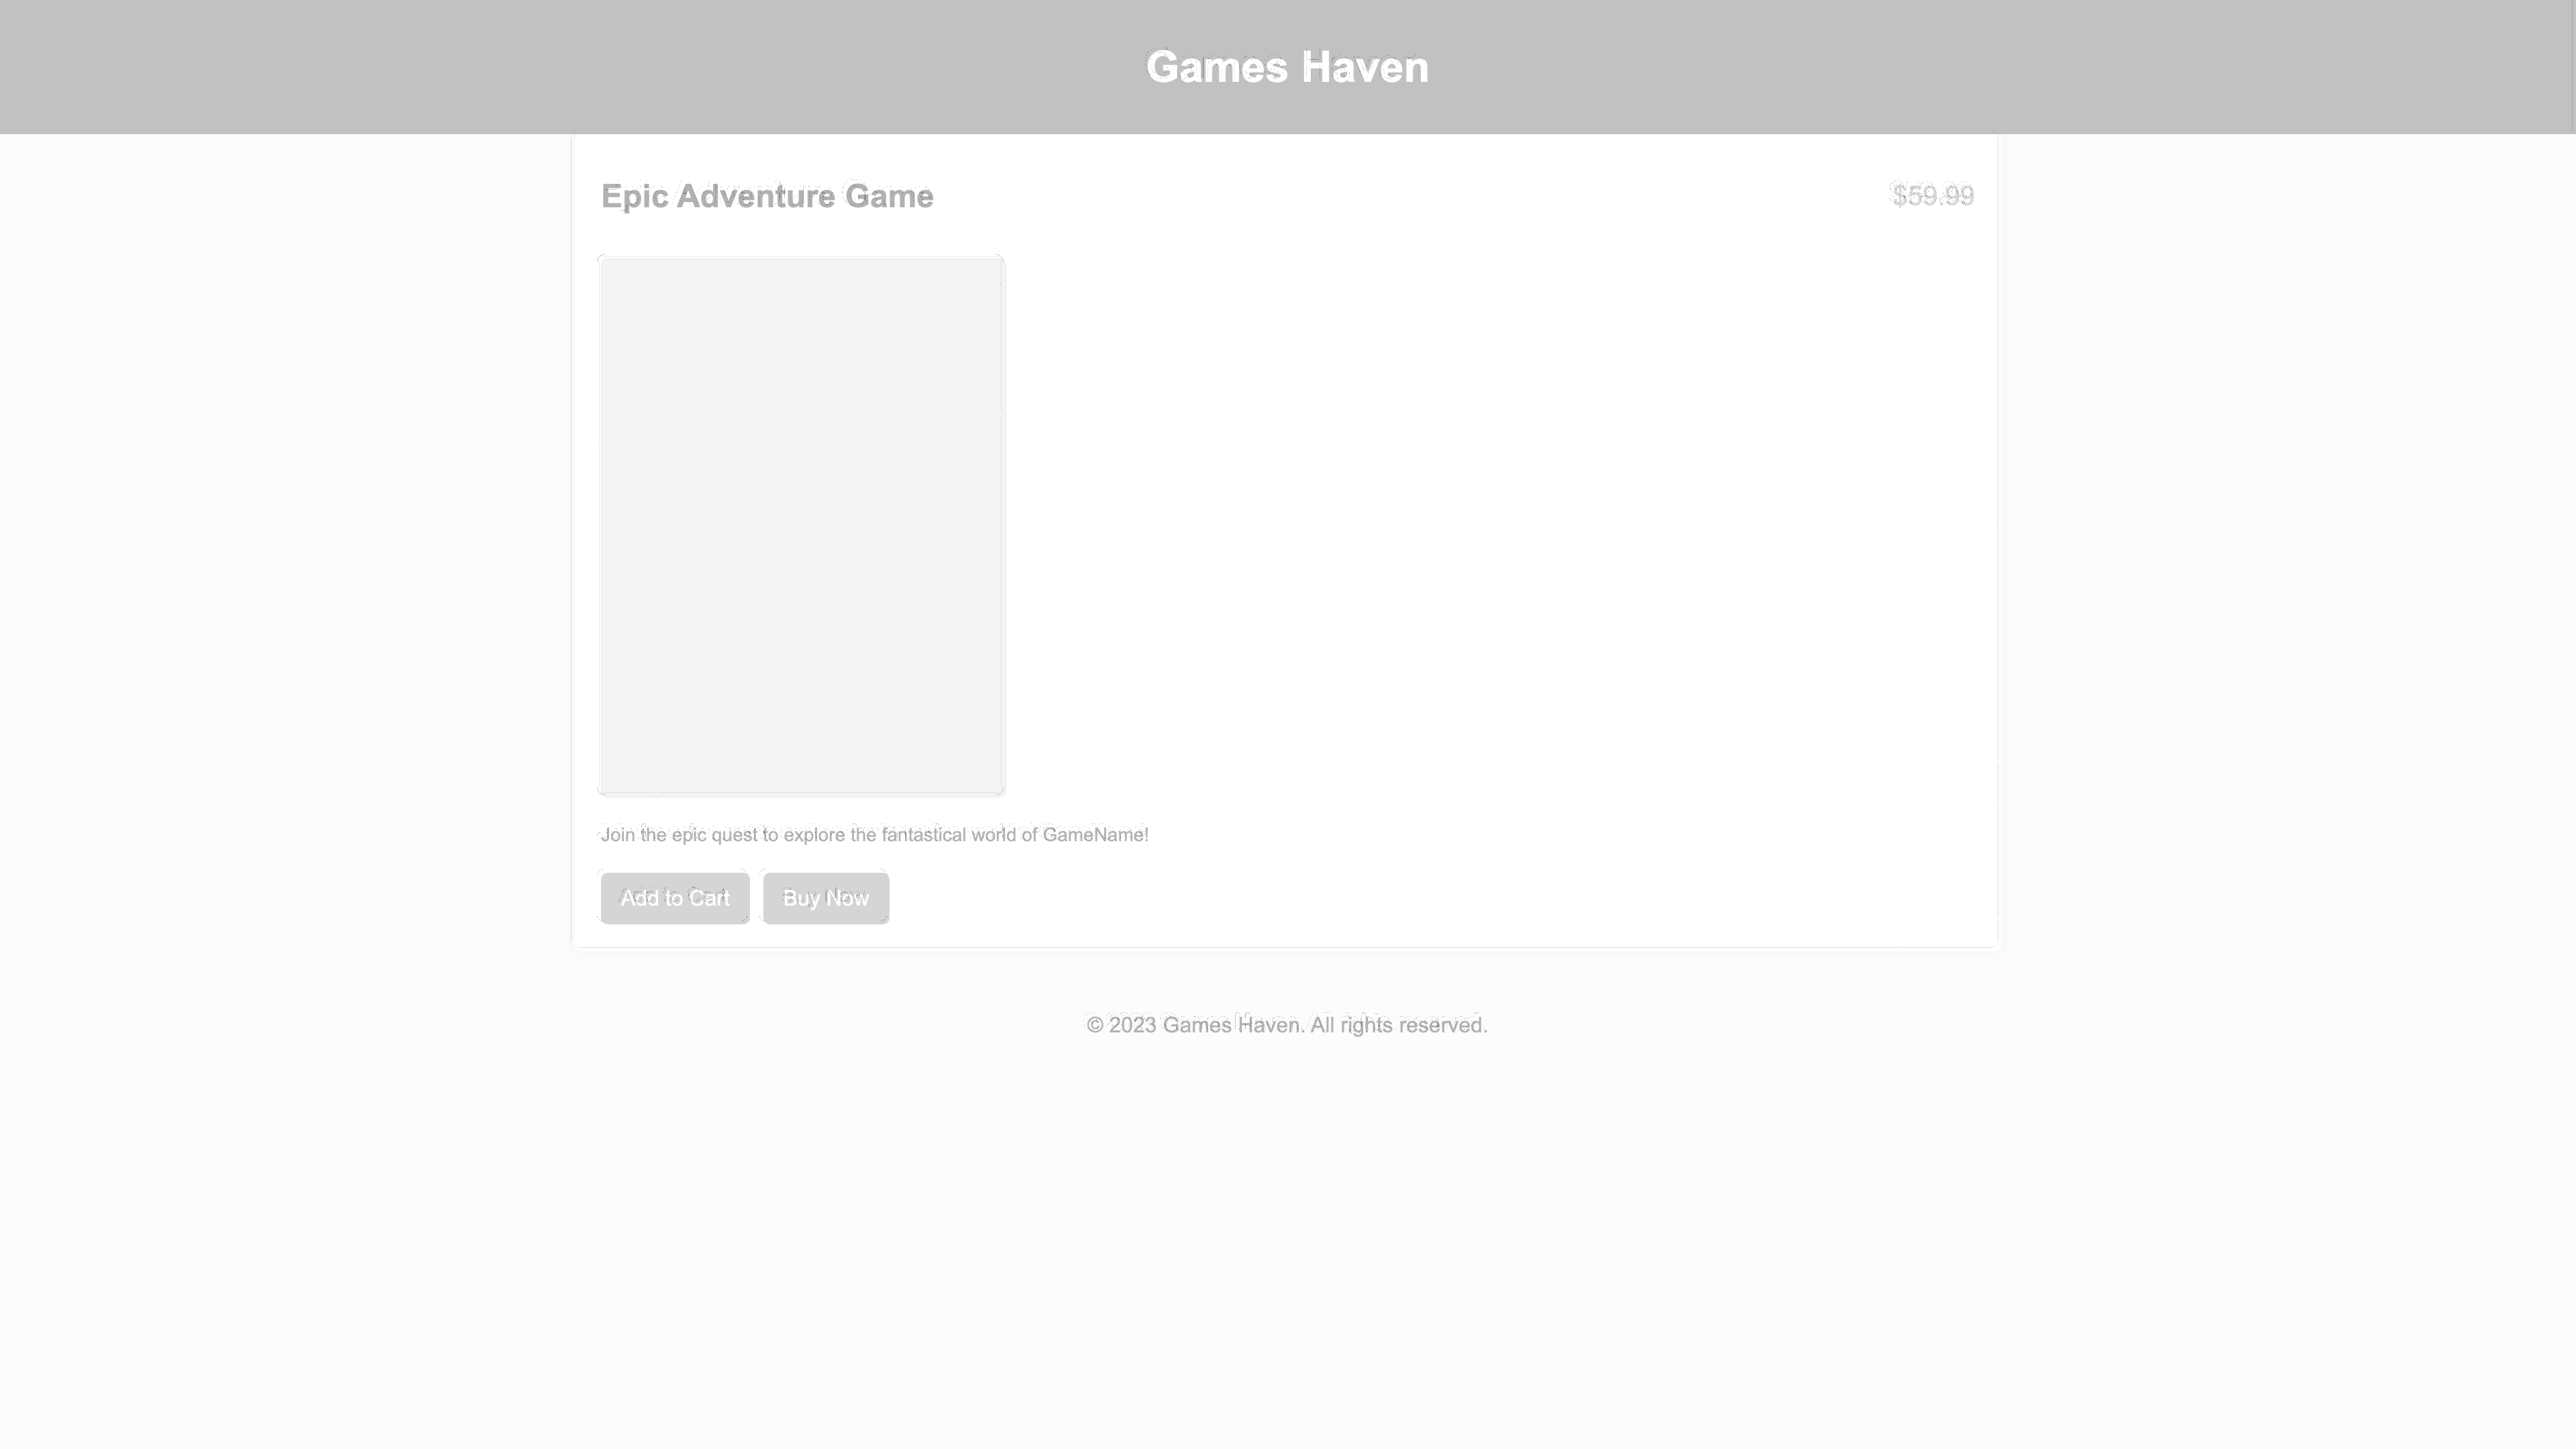 Games Haven
Epic Adventure Game
$59.99
Join the epic quest to explore the fantastical world of GameName!
Add to Cart
Buy Now
© 2023 Games Haven. All rights reserved.